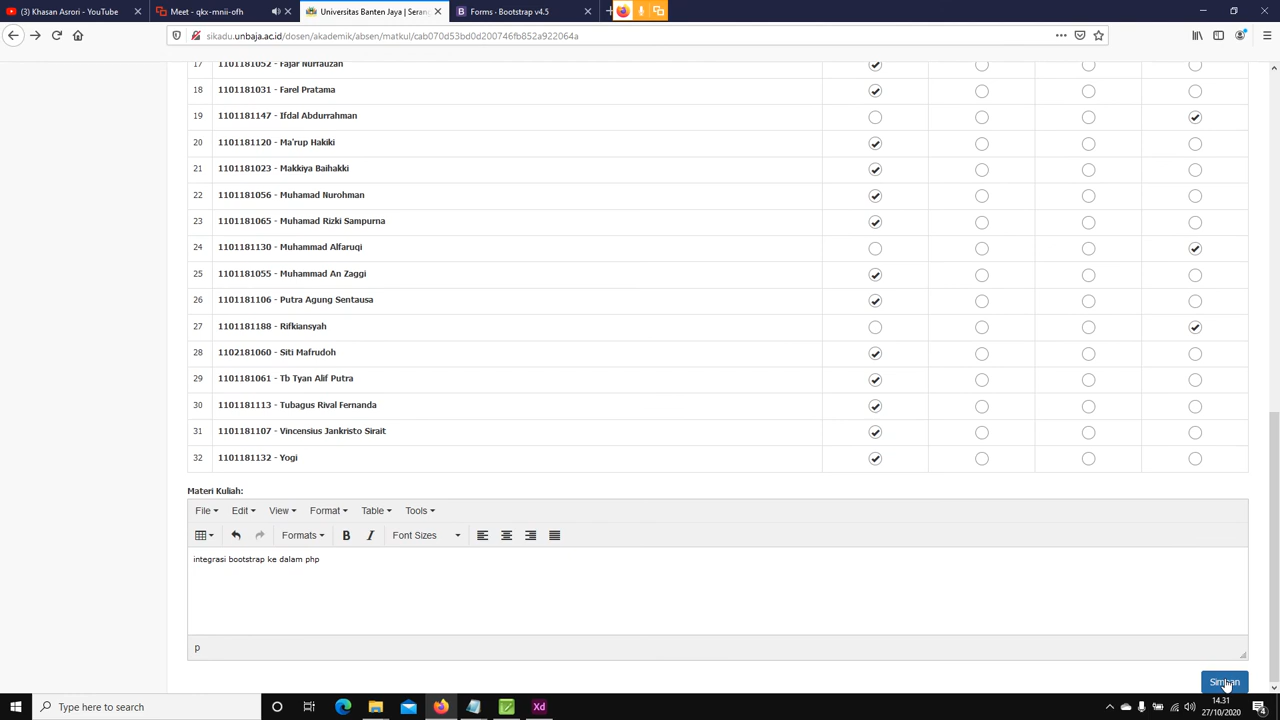 (3) Khasan Asrori - YouTube
Meet - qkx-mnii-ofh
Universitas Banten Jaya | Serang
Forms · Bootstrap v4.5
sikadu.unbaja.ac.id/dosen/akademik/absen/matkul/cab070d53bd0d200746fb852a922064a
17 1101181052 - Fajar Nurfauzan
18 1101181031 - Farel Pratama
19 1101181147 - Ifdal Abdurrahman
20 1101181120 - Ma'rup Hakiki
21 1101181023 - Makkiya Baihakki
22 1101181056 - Muhamad Nurohman
23 1101181065 - Muhamad Rizki Sampurna
24 1101181130 - Muhammad Alfaruqi
25 1101181055 - Muhammad An Zaggi
26 1101181106 - Putra Agung Sentausa
27 1101181188 - Rifkiansyah
28 1102181060 - Siti Mafrudoh
29 1101181061 - Tb Tyan Alif Putra
30 1101181113 - Tubagus Rival Fernanda
31 1101181107 - Vincensius Jankristo Sirait
32 1101181132 - Yogi
Materi Kuliah:
File Edit View Format Table Tools
Formats B I Font Sizes
integrasi bootstrap ke dalam php
p
Simpan
Type here to search
Xd
14.31
27/10/2020
4